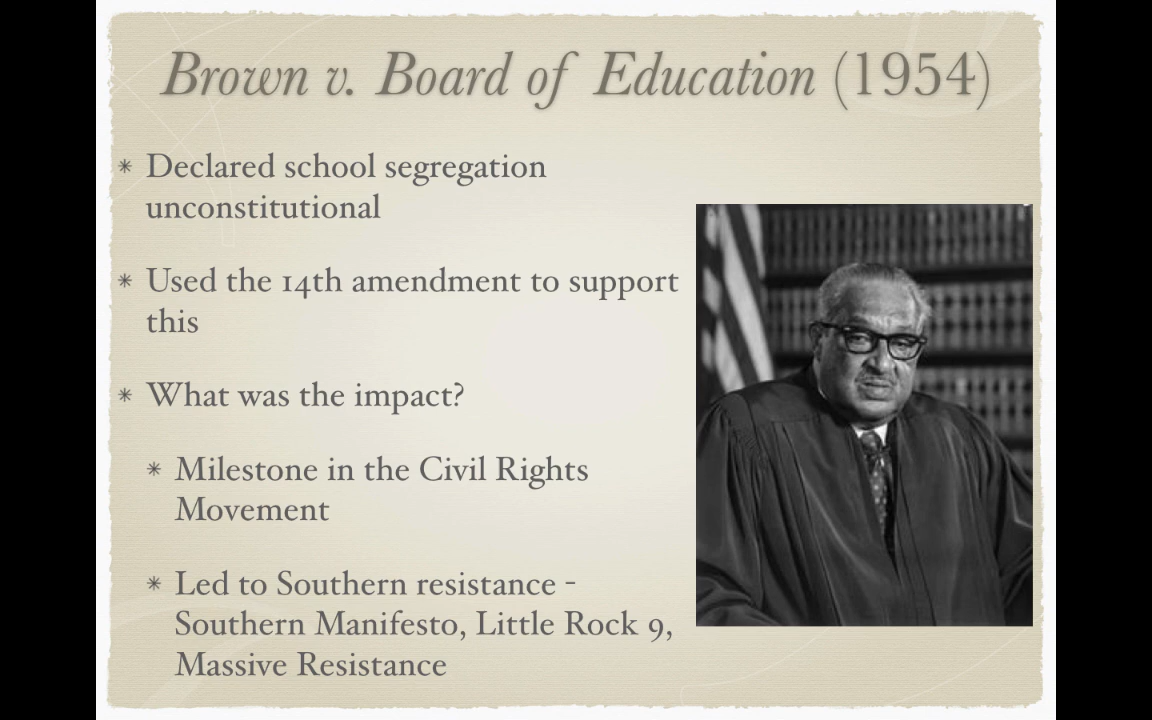 Brown v. Board of Education (1954)
Declared school segregation
unconstitutional
Used the 14th amendment to support
this
What was the impact?
Milestone in the Civil Rights
Movement
Led to Southern resistance -
Southern Manifesto, Little Rock 9,
Massive Resistance